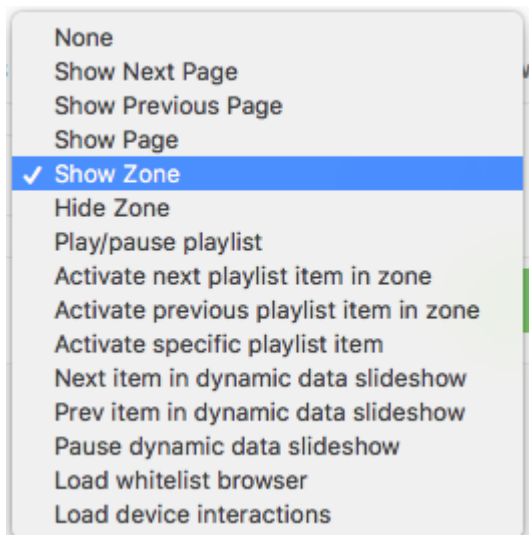 None
Show Next Page
Show Previous Page
Show Page
✓ Show Zone
Hide Zone
Play/pause playlist
Activate next playlist item in zone
Activate previous playlist item in zone
Activate specific playlist item
Next item in dynamic data slideshow
Prev item in dynamic data slideshow
Pause dynamic data slideshow
Load whitelist browser
Load device interactions